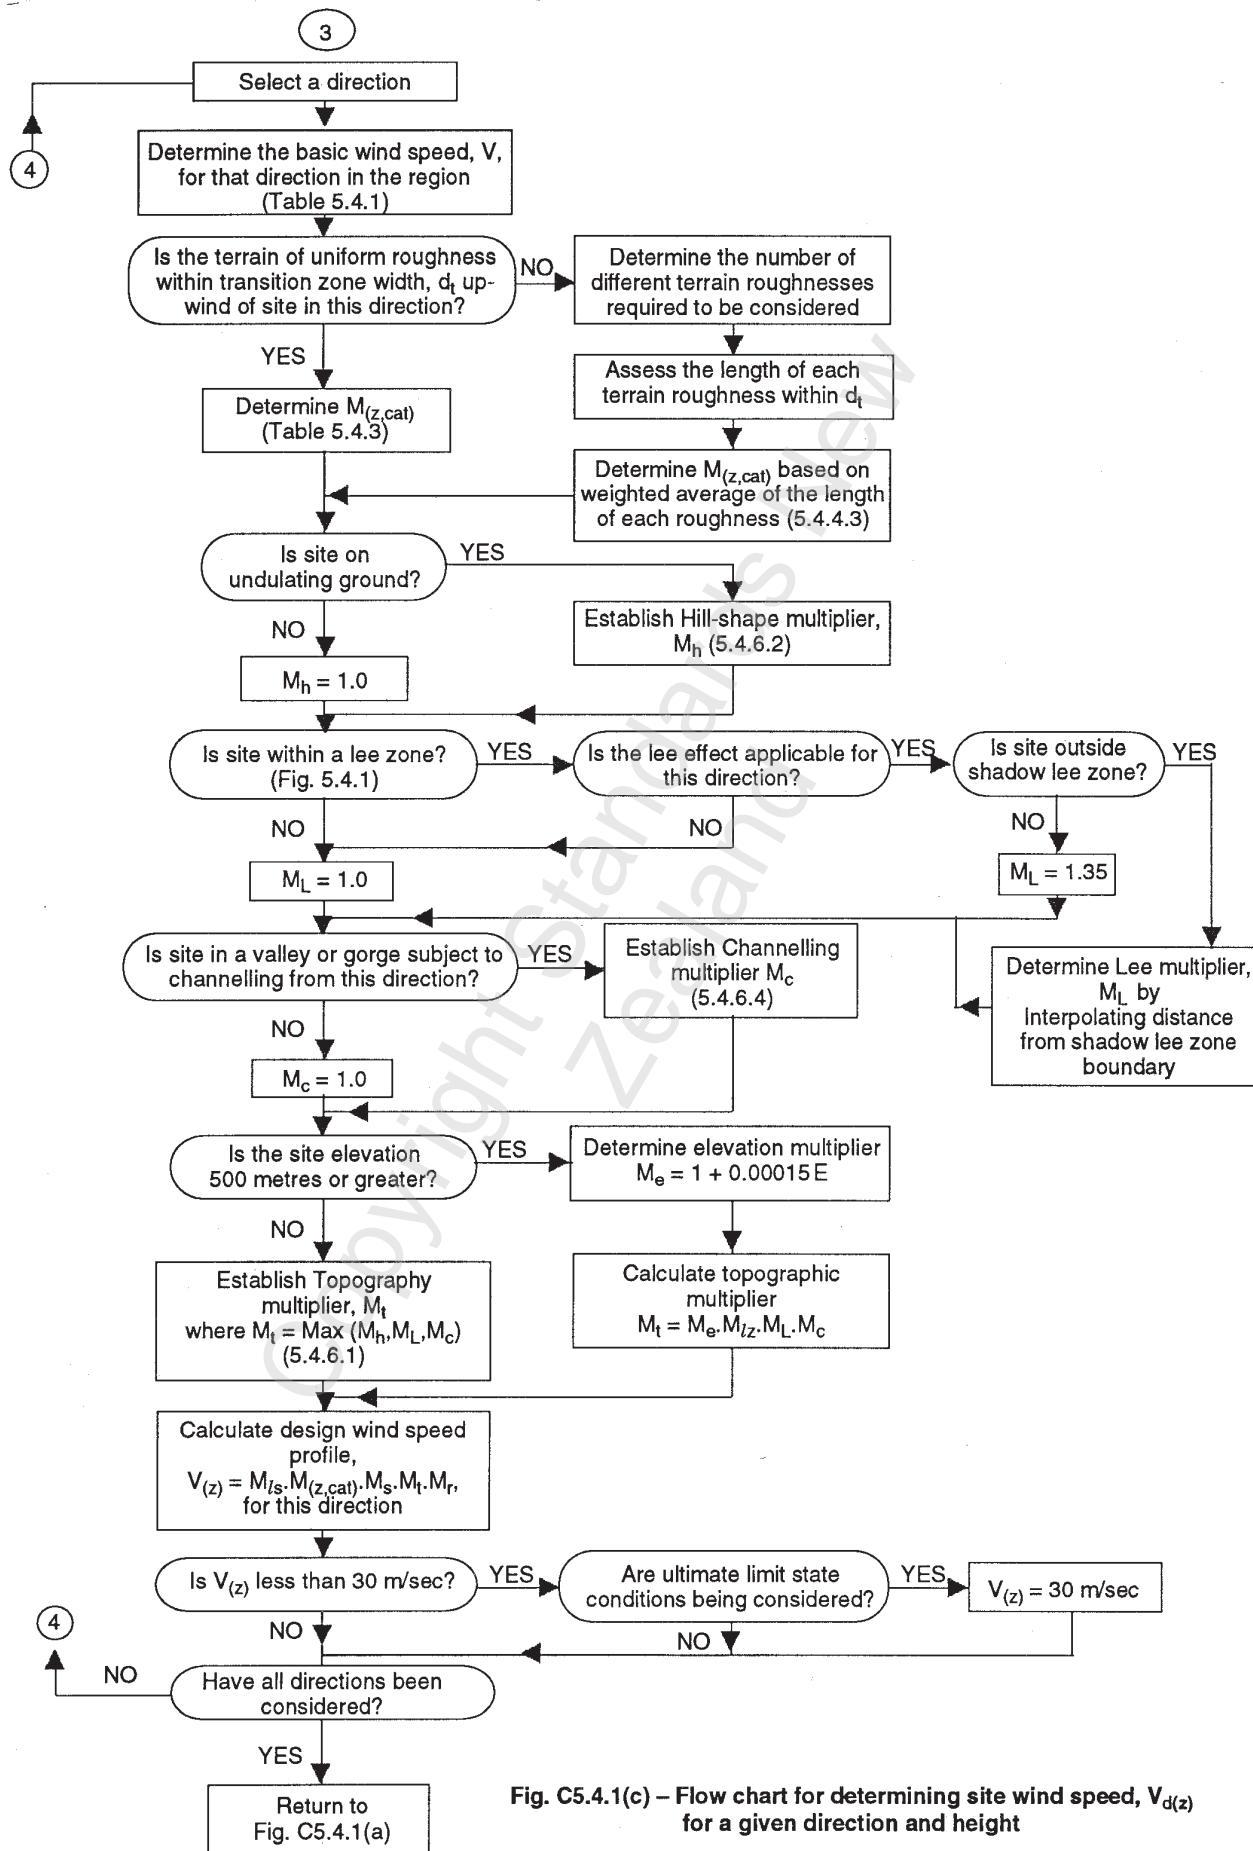 3
Select a direction
4
Determine the basic wind speed, V,
for that direction in the region
(Table 5.4.1)
Is the terrain of uniform roughness
within transition zone width, dt up-
wind of site in this direction?
NO
Determine the number of
different terrain roughnesses
required to be considered
YES
Assess the length of each
terrain roughness within dt
Determine M(z,cat)
(Table 5.4.3)
Determine M(z,cat) based on
weighted average of the length
of each roughness (5.4.4.3)
Is site on
undulating ground?
YES
Establish Hill-shape multiplier,
Mh (5.4.6.2)
NO
Mh = 1.0
Is site within a lee zone?
(Fig. 5.4.1)
YES
Is the lee effect applicable for
this direction?
YES
Is site outside
shadow lee zone?
YES
NO
NO
NO
ML = 1.0
ML = 1.35
Is site in a valley or gorge subject to
channelling from this direction?
YES
Establish Channelling
multiplier Mc
(5.4.6.4)
Determine Lee multiplier,
ML by
Interpolating distance
from shadow lee zone
boundary
NO
Mc = 1.0
Is the site elevation
500 metres or greater?
YES
Determine elevation multiplier
Me = 1 + 0.00015 E
NO
Establish Topography
multiplier, Mt
where Mt = Max (Mh,ML,Mc)
(5.4.6.1)
Calculate topographic
multiplier
Mt = Me.Mlz.ML.Mc
Calculate design wind speed
profile,
V(z) = Mls.M(z,cat).Ms.Mt.Mr,
for this direction
Is V(z) less than 30 m/sec?
YES
Are ultimate limit state
conditions being considered?
YES
V(z) = 30 m/sec
NO
NO
4
NO
Have all directions been
considered?
YES
Return to
Fig. C5.4.1(a)
Fig. C5.4.1(c) – Flow chart for determining site wind speed, Vd(z)
for a given direction and height
Copyright Standards New
Zealand